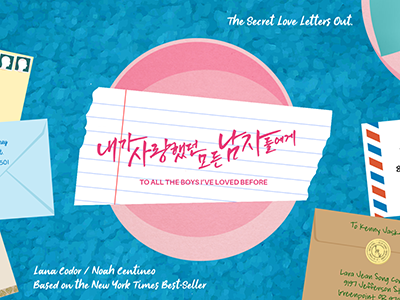 The Secret Love Letters Out.
내가 사랑했던 모든 남자들에게
TO ALL THE BOYS I'VE LOVED BEFORE
501
To Kenny
Lara Jean Song
Lana Codor / Noah Centineo
Based on the New York Times Best-Seller